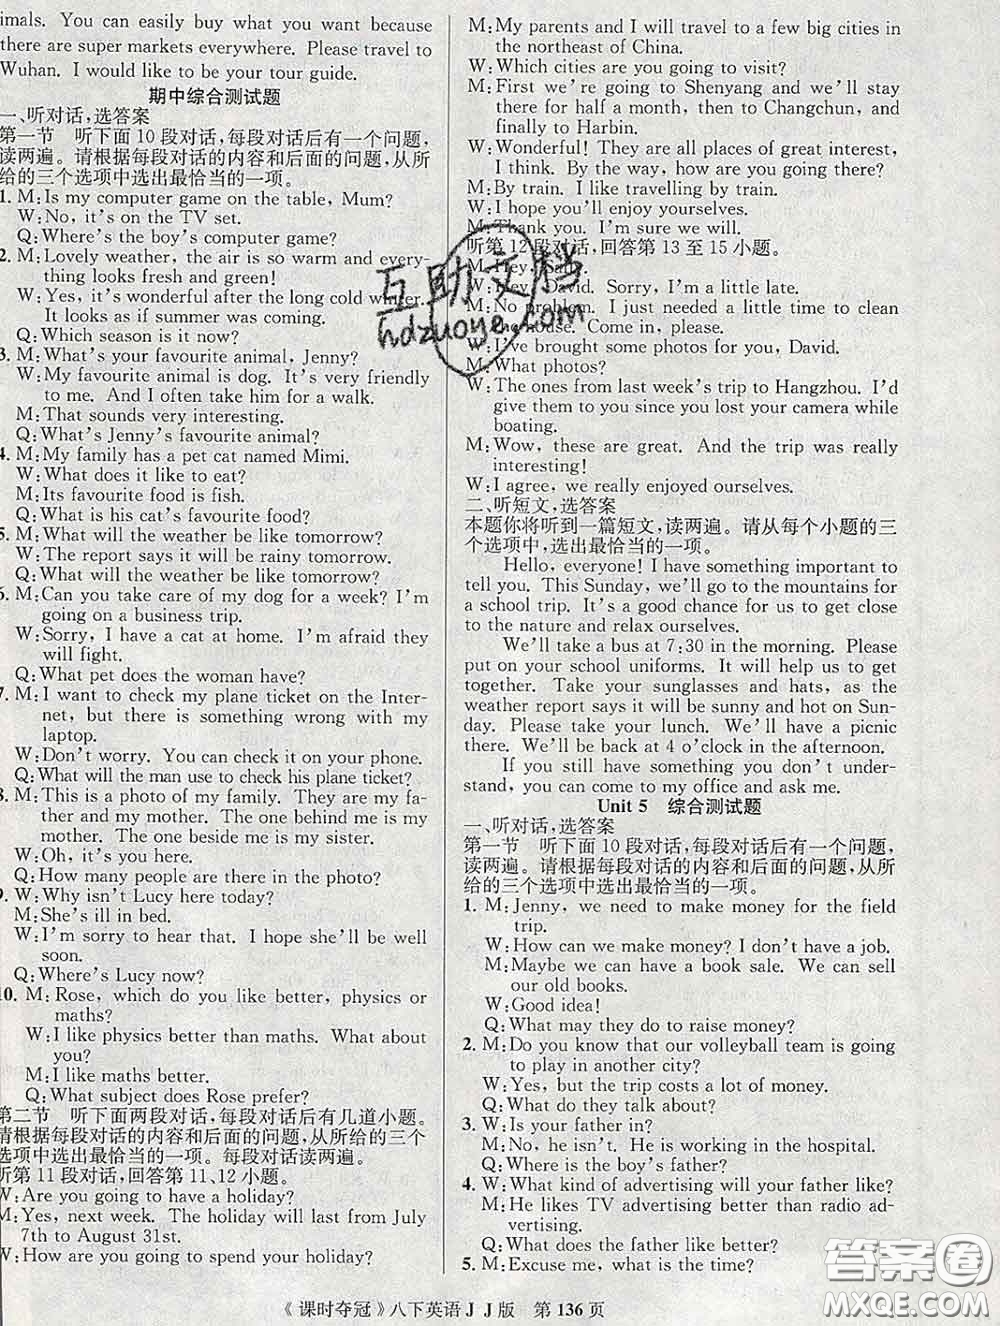 imals. You can easily buy what you want because
there are super markets everywhere. Please travel to
Wuhan. I would like to be your tour guide.
期中综合测试题
一、听对话,选答案
第一节 听下面 10 段对话,每段对话后有一个问题,
读两遍。请根据每段对话的内容和后面的问题,从所
给的三个选项中选出最恰当的一项。
1. M: Is my computer game on the table, Mum?
W: No, it's on the TV set.
Q: Where's the boy's computer game?
2. M: Lovely weather, the air is so warm and every-
thing looks fresh and green!
W: Yes, it's wonderful after the long cold winter.
It looks as if summer was coming.
Q: Which season is it now?
3. M: What's your favourite animal, Jenny?
W: My favourite animal is dog. It's very friendly
to me. And I often take him for a walk.
M: That sounds very interesting.
Q: What's Jenny's favourite animal?
4. M: My family has a pet cat named Mimi.
W: What does it like to eat?
M: Its favourite food is fish.
Q: What is his cat's favourite food?
5. M: What will the weather be like tomorrow?
W: The report says it will be rainy tomorrow.
Q: What will the weather be like tomorrow?
6. M: Can you take care of my dog for a week? I'm
going on a business trip.
W: Sorry, I have a cat at home. I'm afraid they
will fight.
Q: What pet does the woman have?
7. M: I want to check my plane ticket on the Inter-
net, but there is something wrong with my
laptop.
W: Don't worry. You can check it on your phone.
Q: What will the man use to check his plane ticket?
8. M: This is a photo of my family. They are my fa-
ther and my mother. The one behind me is my
mother. The one beside me is my sister.
W: Oh, it's you here.
Q: How many people are there in the photo?
9. W: Why isn't Lucy here today?
M: She's ill in bed.
W: I'm sorry to hear that. I hope she'll be well
soon.
Q: Where's Lucy now?
10. M: Rose, which do you like better, physics or
maths?
W: I like physics better than maths. What about
you?
M: I like maths better.
Q: What subject does Rose prefer?
第二节 听下面两段对话,每段对话后有几道小题。
请根据每段对话的内容和后面的问题,从所给的三个
选项中选出最恰当的一项。每段对话读两遍。
听第 11 段对话,回答第 11、12 小题。
W: Are you going to have a holiday?
M: Yes, next week. The holiday will last from July
7th to August 31st.
W: How are you going to spend your holiday?
M: My parents and I will travel to a few big cities in
the northeast of China.
W: Which cities are you going to visit?
M: First we're going to Shenyang and we'll stay
there for half a month, then to Changchun, and
finally to Harbin.
W: Wonderful! They are all places of great interest,
I think. By the way, how are you going there?
M: By train. I like travelling by train.
W: I hope you'll enjoy yourselves.
M: Thank you. I'm sure we will.
听第 12 段对话,回答第 13 至 15 小题。
M: Hey,
W: Hey, David. Sorry, I'm a little late.
M: No problem. I just needed a little time to clean
the house. Come in, please.
W: I've brought some photos for you, David.
M: What photos?
W: The ones from last week's trip to Hangzhou. I'd
give them to you since you lost your camera while
boating.
M: Wow, these are great. And the trip was really
interesting!
W: I agree, we really enjoyed ourselves.
二、听短文,选答案
本题你将听到一篇短文,读两遍。请从每个小题的三
个选项中,选出最恰当的一项。
Hello, everyone! I have something important to
tell you. This Sunday, we'll go to the mountains for
a school trip. It's a good chance for us to get close
to the nature and relax ourselves.
We'll take a bus at 7:30 in the morning. Please
put on your school uniforms. It will help us to get
together. Take your sunglasses and hats, as the
weather report says it will be sunny and hot on Sun-
day. Please take your lunch. We'll have a picnic
there. We'll be back at 4 o'clock in the afternoon.
If you still have something you don't under-
stand, you can come to my office and ask me.
Unit 5 综合测试题
一、听对话,选答案
第一节 听下面 10 段对话,每段对话后有一个问题,
读两遍。请根据每段对话的内容和后面的问题,从所
给的三个选项中选出最恰当的一项。
1. M: Jenny, we need to make money for the field
trip.
W: How can we make money? I don't have a job.
M: Maybe we can have a book sale. We can sell
our old books.
W: Good idea!
Q: What may they do to raise money?
2. M: Do you know that our volleyball team is going
to play in another city?
W: Yes, but the trip costs a lot of money.
Q: What do they talk about?
3. W: Is your father in?
M: No, he isn't. He is working in the hospital.
Q: Where is the boy's father?
4. W: What kind of advertising will your father like?
M: He likes TV advertising better than radio ad-
vertising.
Q: What does the father like better?
5. M: Excuse me, what is the time?
《课时夺冠》八下英语 J J 版 第 136 页
互助文档
hdzuoye.com
答案圈
MXQE.COM